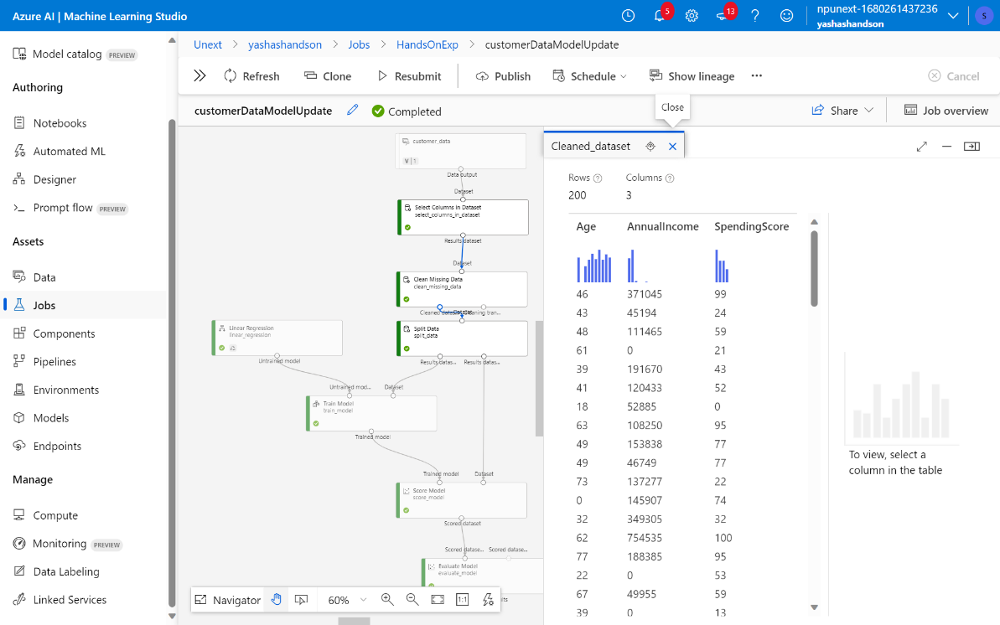 Azure AI | Machine Learning Studio
5
13
npunext-1680261437236
yashashandson
S
Model catalog PREVIEW
Authoring
Notebooks
Automated ML
Designer
Prompt flow PREVIEW
Assets
Data
Jobs
Components
Pipelines
Environments
Models
Endpoints
Manage
Compute
Monitoring PREVIEW
Data Labeling
Linked Services
Unext > yashashandson > Jobs > HandsOnExp > customerDataModelUpdate
Refresh Clone Resubmit Publish Schedule Show lineage ... Cancel
Close
customerDataModelUpdate Completed Share Job overview
customer_data
V | 1
Data output
Dataset
Select Columns in Dataset
select_columns_in_dataset
Results dataset
Dataset
Clean Missing Data
clean_missing_data
Split Data
split_data
Results datas... Results datas...
Linear Regression
linear_regression
Untrained model
Untrained mod... Dataset
Train Model
train_model
Trained model
Trained model Dataset
Score Model
score_model
Scored dataset
Scored datase... Scored datase...
Evaluate Model
evaluate_model
Navigator 60% 1:1
Cleaned_dataset
Rows Columns
200 3
Age AnnualIncome SpendingScore
46 371045 99
43 45194 24
48 111465 59
61 0 21
39 191670 43
41 120433 52
18 52885 0
63 108250 95
49 153838 77
49 46749 77
73 137277 22
0 145907 74
32 349305 32
62 754535 100
77 188385 95
22 0 53
67 49955 59
39 0 13
To view, select a
column in the table